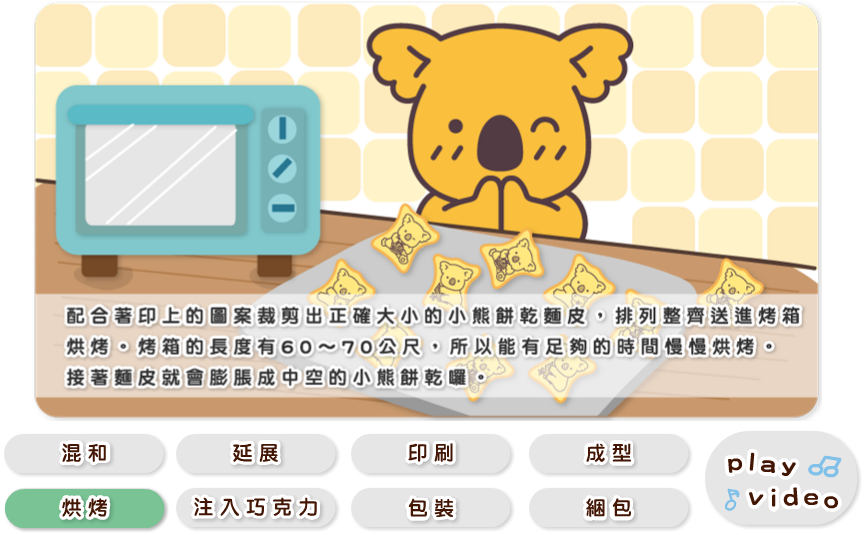 配合著印上的圖案裁剪出正確大小的小熊餅乾麵皮，排列整齊送進烤箱
烘烤。烤箱的長度有60～70公尺，所以能有足夠的時間慢慢烘烤。
接著麵皮就會膨脹成中空的小熊餅乾囉。
混和
延展
印刷
成型
play
烘烤
注入巧克力
包裝
綑包
video